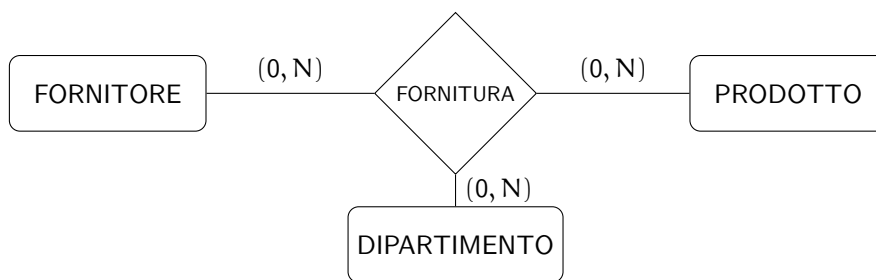 (0, N)
(0, N)
FORNITORE
FORNITURA
PRODOTTO
(0, N)
DIPARTIMENTO